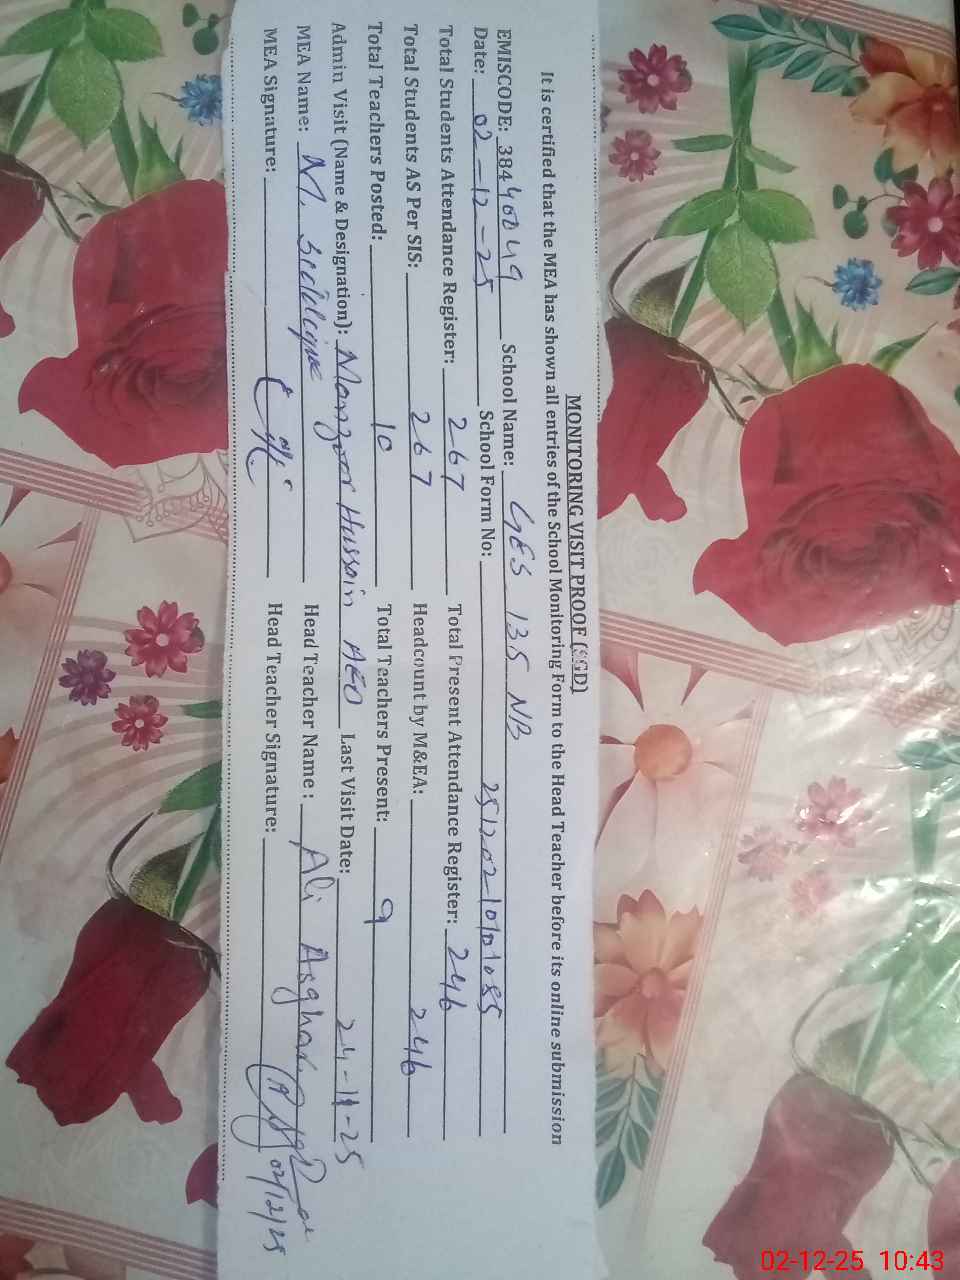 MONITORING VISIT PROOF (SGD)
It is certified that the MEA has shown all entries of the School Monitoring Form to the Head Teacher before its online submission
EMISCODE: 38440049 School Name: GES 135 NB
Date: 02-12-25 School Form No:
Total Students Attendance Register: 267 Total Present Attendance Register: 246
Total Students AS Per SIS: 267 Headcount by M&EA: 246
Total Teachers Posted: 10 Total Teachers Present: 9
Admin Visit (Name & Designation): Manzoor Hussain AEO Last Visit Date: 24-11-25
MEA Name: M. Siddique Head Teacher Name: Ali Asghar
MEA Signature: Head Teacher Signature: 02/12/25
02-12-25 10:43